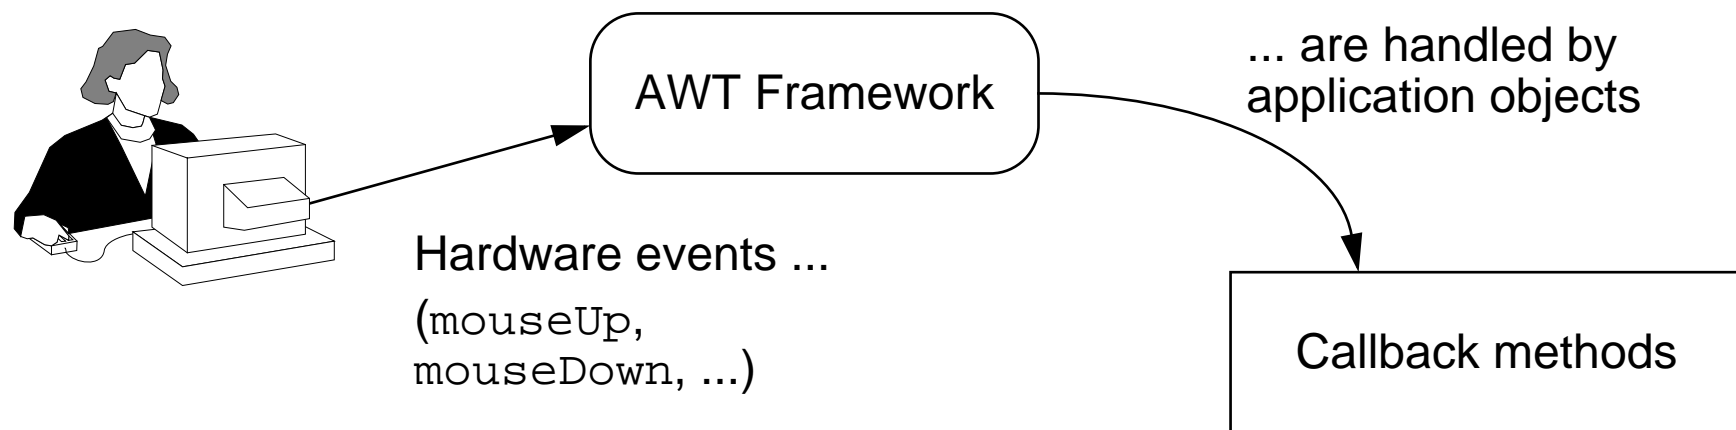 AWT Framework
... are handled by
application objects
Hardware events ...
(mouseUp,
mouseDown, ...)
Callback methods